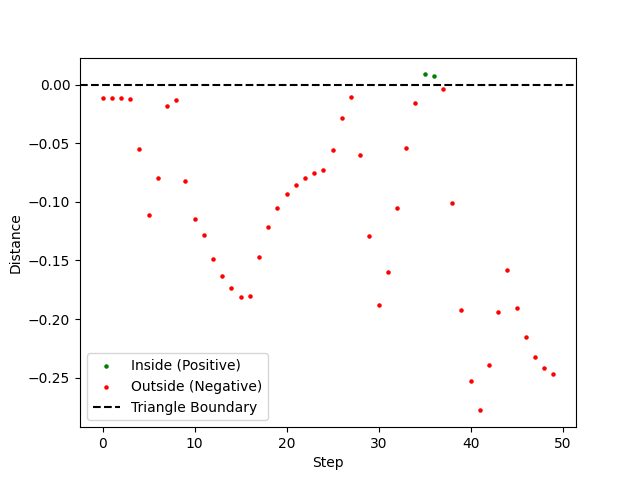 0.00
−0.05
−0.10
−0.15
−0.20
−0.25
Distance
Inside (Positive)
Outside (Negative)
Triangle Boundary
0 10 20 30 40 50
Step